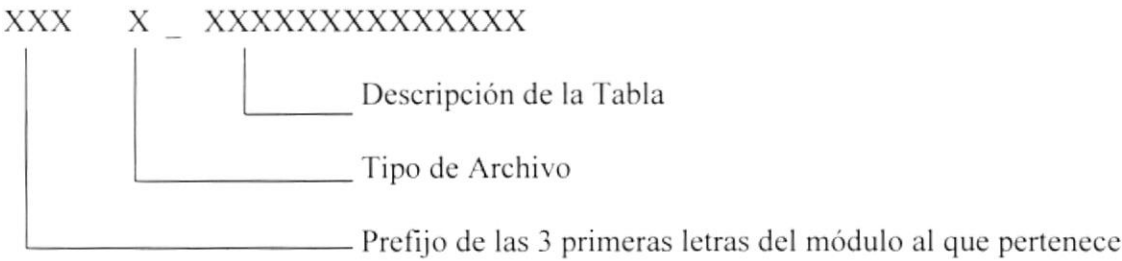 XXX X _ XXXXXXXXXXXXXX
Descripción de la Tabla
Tipo de Archivo
Prefijo de las 3 primeras letras del módulo al que pertenece